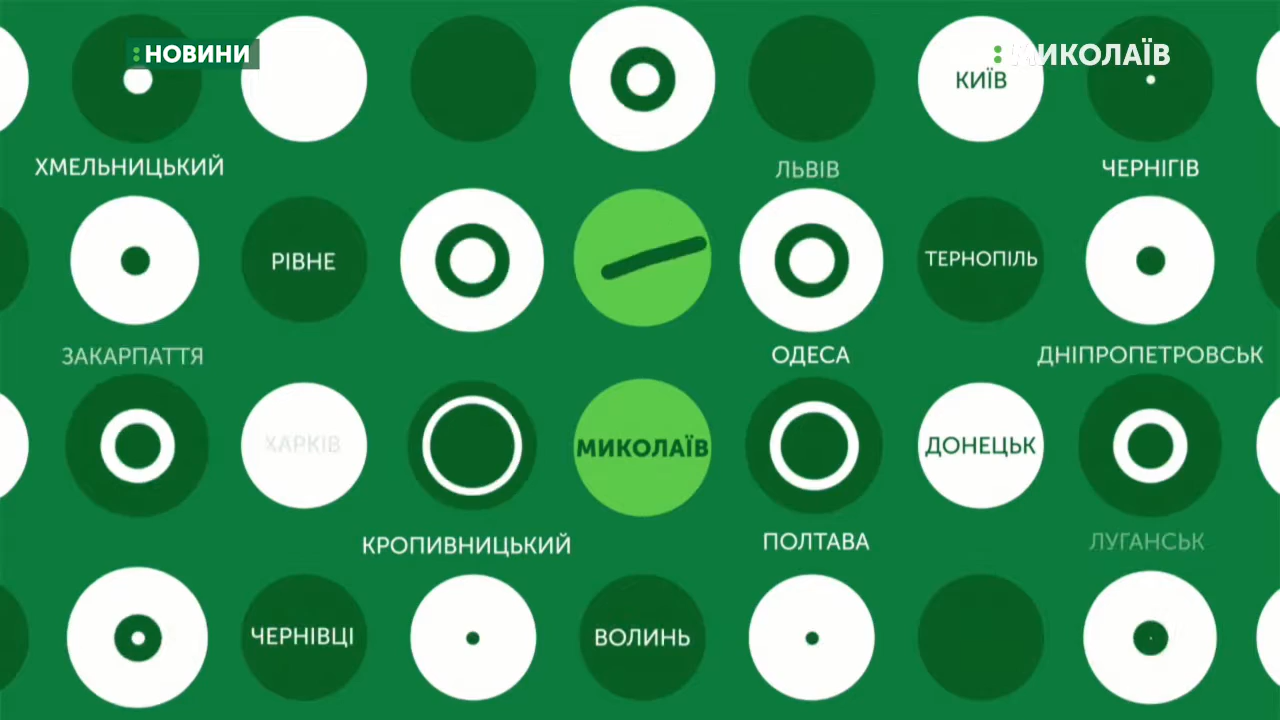 :НОВИНИ
:МИКОЛАЇВ
КИЇВ
ХМЕЛЬНИЦЬКИЙ
ЛЬВІВ
ЧЕРНІГІВ
РІВНЕ
ТЕРНОПІЛЬ
ЗАКАРПАТТЯ
ОДЕСА
ДНІПРОПЕТРОВСЬК
ХАРКІВ
МИКОЛАЇВ
ДОНЕЦЬК
КРОПИВНИЦЬКИЙ
ПОЛТАВА
ЛУГАНСЬК
ЧЕРНІВЦІ
ВОЛИНЬ